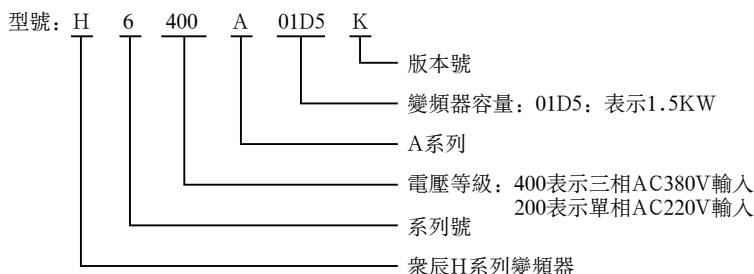 型號: H 6 400 A 01D5 K
版本號
變頻器容量: 01D5: 表示1.5KW
A系列
電壓等級: 400表示三相AC380V輸入
200表示單相AC220V輸入
系列號
衆辰H系列變頻器